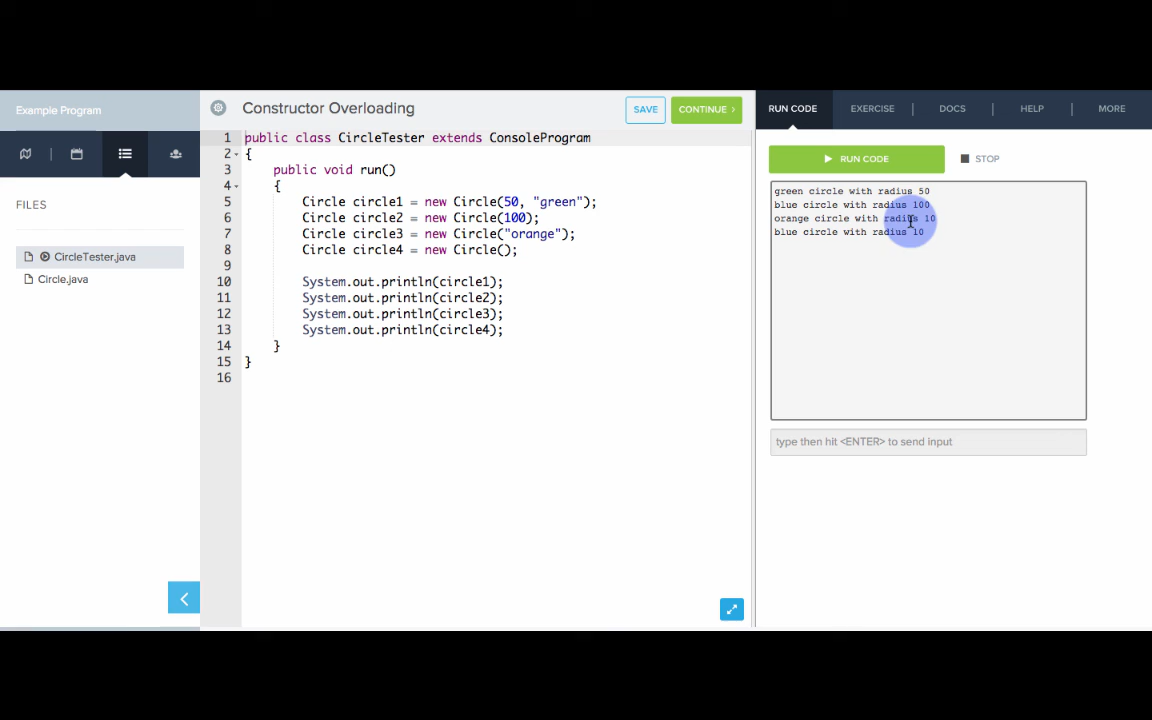 Example Program
Constructor Overloading
SAVE
CONTINUE ›
RUN CODE
EXERCISE
DOCS
HELP
MORE
FILES
CircleTester.java
Circle.java
1 public class CircleTester extends ConsoleProgram
2 {
3 public void run()
4 {
5 Circle circle1 = new Circle(50, "green");
6 Circle circle2 = new Circle(100);
7 Circle circle3 = new Circle("orange");
8 Circle circle4 = new Circle();
9
10 System.out.println(circle1);
11 System.out.println(circle2);
12 System.out.println(circle3);
13 System.out.println(circle4);
14 }
15 }
16
RUN CODE
STOP
green circle with radius 50
blue circle with radius 100
orange circle with radius 10
blue circle with radius 10
type then hit <ENTER> to send input